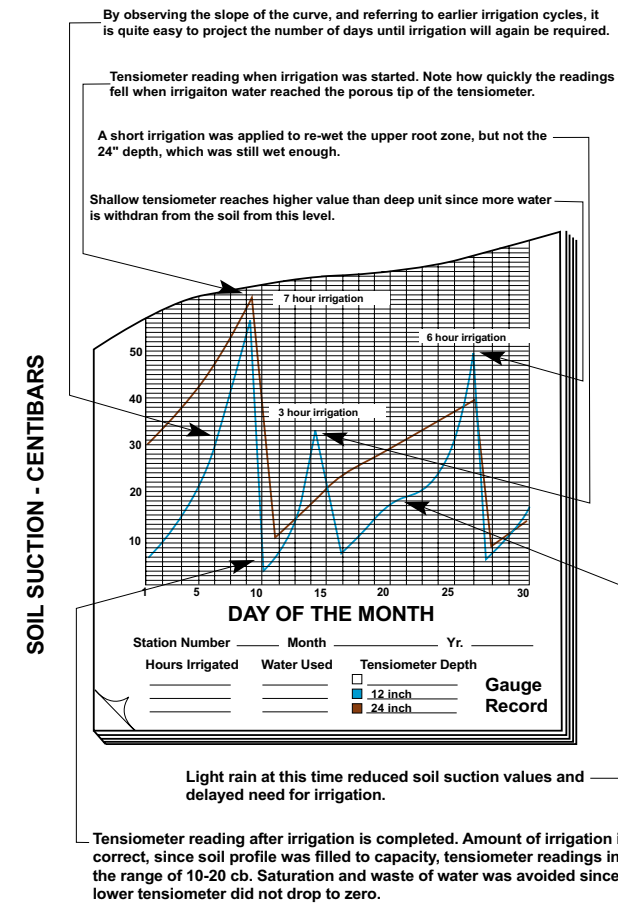 By observing the slope of the curve, and referring to earlier irrigation cycles, it
is quite easy to project the number of days until irrigation will again be required.
Tensiometer reading when irrigation was started. Note how quickly the readings
fell when irrigaiton water reached the porous tip of the tensiometer.
A short irrigation was applied to re-wet the upper root zone, but not the
24" depth, which was still wet enough.
Shallow tensiometer reaches higher value than deep unit since more water
is withdran from the soil from this level.
7 hour irrigation
6 hour irrigation
3 hour irrigation
SOIL SUCTION - CENTIBARS
50
40
30
20
10
1 5 10 15 20 25 30
DAY OF THE MONTH
Station Number Month Yr.
Hours Irrigated Water Used Tensiometer Depth
12 inch
24 inch
Gauge
Record
Light rain at this time reduced soil suction values and
delayed need for irrigation.
Tensiometer reading after irrigation is completed. Amount of irrigation i
correct, since soil profile was filled to capacity, tensiometer readings in
the range of 10-20 cb. Saturation and waste of water was avoided since
lower tensiometer did not drop to zero.